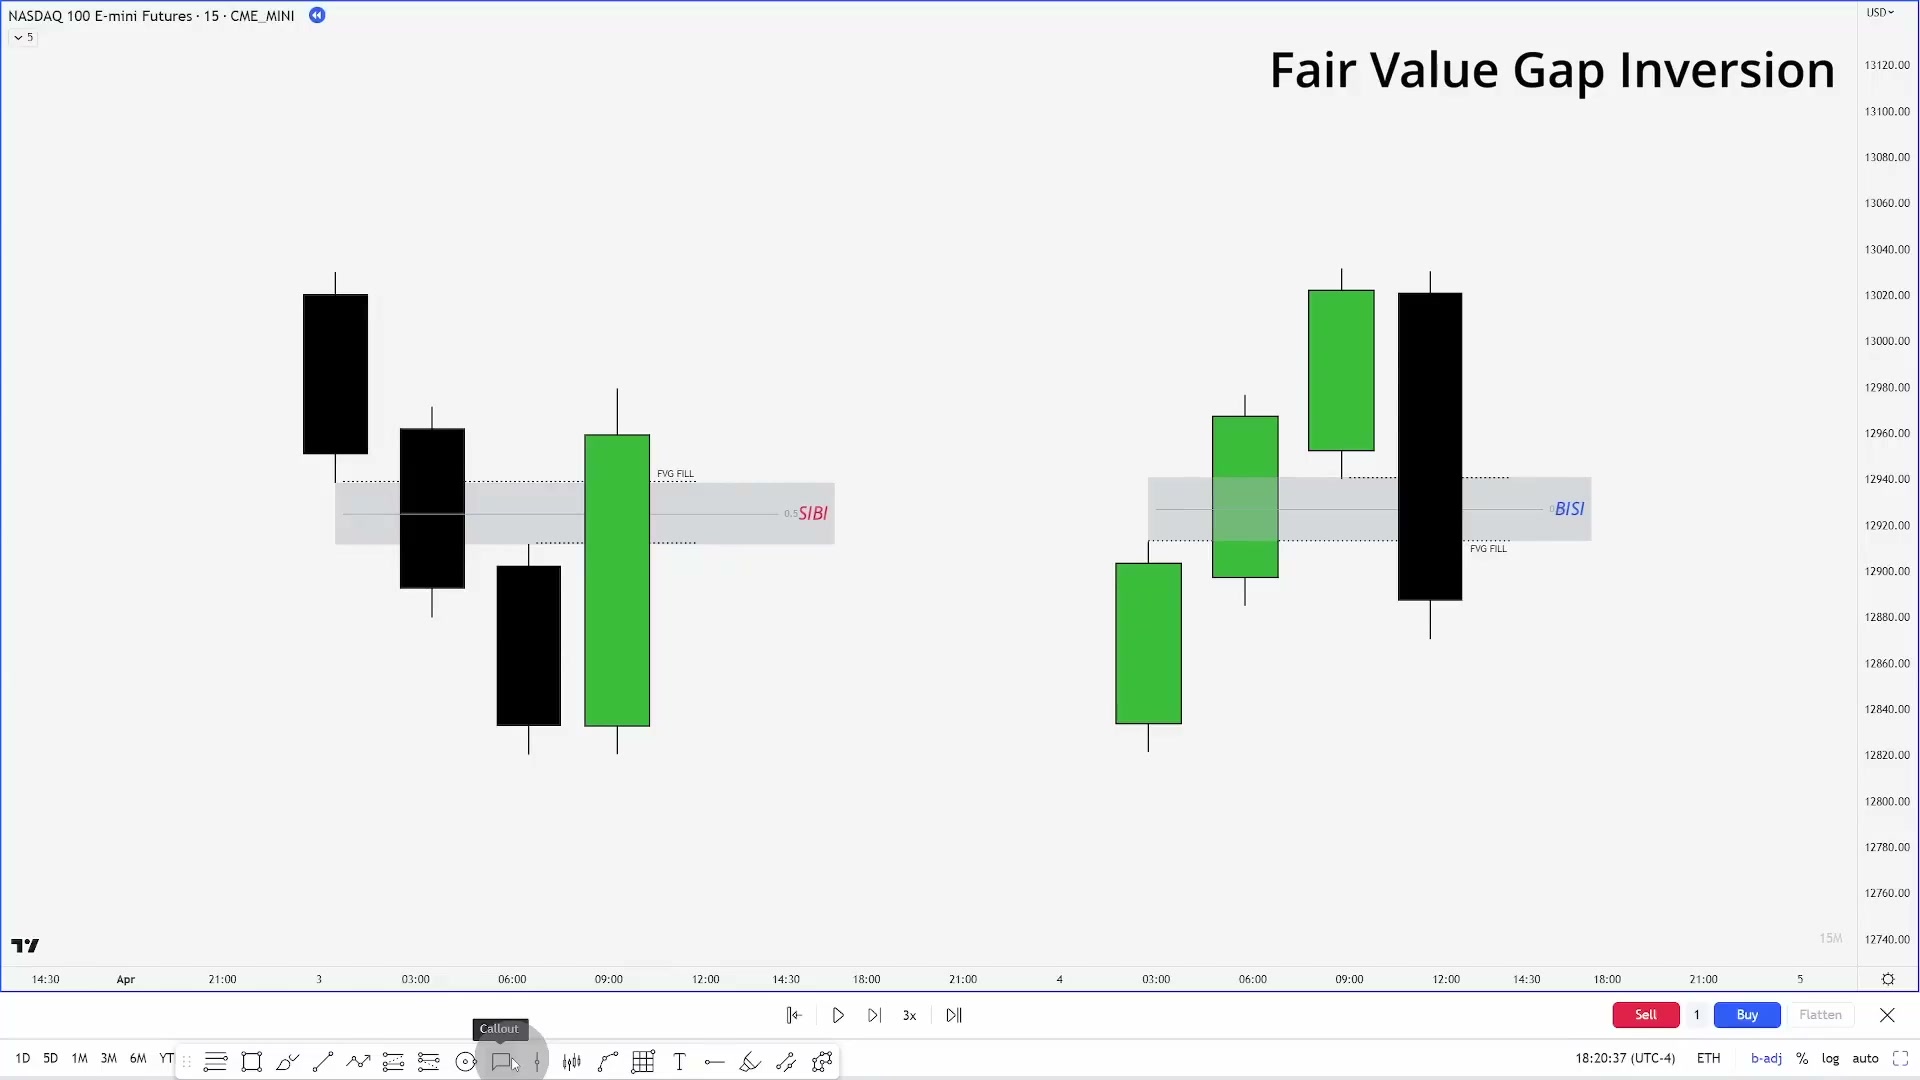 NASDAQ 100 E-mini Futures · 15 · CME_MINI
USD
5
Fair Value Gap Inversion
13120.00
13100.00
13080.00
13060.00
13040.00
13020.00
13000.00
12980.00
12960.00
12940.00
12920.00
12900.00
12880.00
12860.00
12840.00
12820.00
12800.00
12780.00
12760.00
12740.00
FVG FILL
0.5
SIBI
BISI
FVG FILL
15M
14:30 Apr 21:00 3 03:00 06:00 09:00 12:00 14:30 18:00 21:00 4 03:00 06:00 09:00 12:00 14:30 18:00 21:00 5
3x
Sell 1 Buy Flatten
Callout
1D 5D 1M 3M 6M YT
18:20:37 (UTC-4) ETH b-adj % log auto